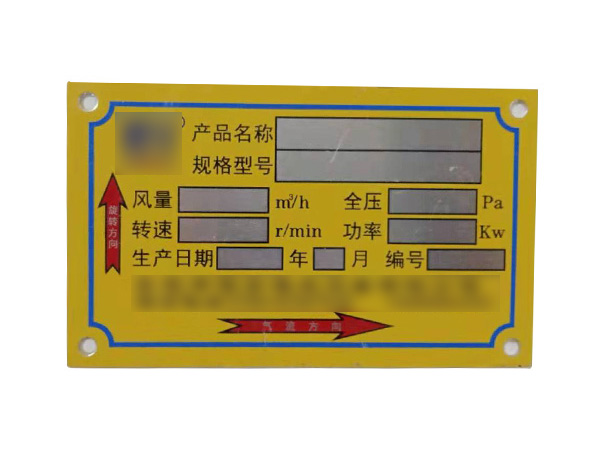 产品名称
规格型号
风量 m³/h 全压 Pa
转速 r/min 功率 Kw
生产日期 年 月 编号
旋转方向
气流方向